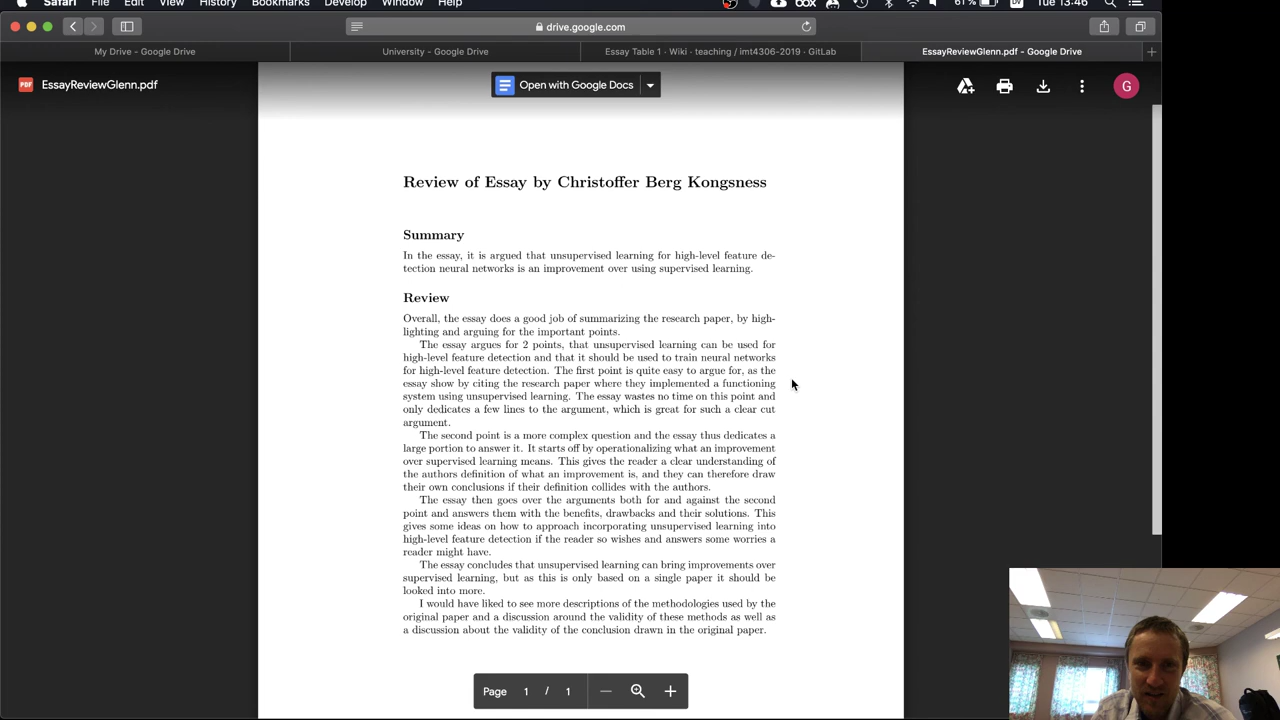 Safari File Edit View History Bookmarks Develop Window Help 61% Tue 13.46
drive.google.com
My Drive - Google Drive University - Google Drive Essay Table 1 · Wiki · teaching / imt4306-2019 · GitLab EssayReviewGlenn.pdf - Google Drive
PDF EssayReviewGlenn.pdf Open with Google Docs G
Review of Essay by Christoffer Berg Kongsness
Summary
In the essay, it is argued that unsupervised learning for high-level feature de-
tection neural networks is an improvement over using supervised learning.
Review
Overall, the essay does a good job of summarizing the research paper, by high-
lighting and arguing for the important points.
The essay argues for 2 points, that unsupervised learning can be used for
high-level feature detection and that it should be used to train neural networks
for high-level feature detection. The first point is quite easy to argue for, as the
essay show by citing the research paper where they implemented a functioning
system using unsupervised learning. The essay wastes no time on this point and
only dedicates a few lines to the argument, which is great for such a clear cut
argument.
The second point is a more complex question and the essay thus dedicates a
large portion to answer it. It starts off by operationalizing what an improvement
over supervised learning means. This gives the reader a clear understanding of
the authors definition of what an improvement is, and they can therefore draw
their own conclusions if their definition collides with the authors.
The essay then goes over the arguments both for and against the second
point and answers them with the benefits, drawbacks and their solutions. This
gives some ideas on how to approach incorporating unsupervised learning into
high-level feature detection if the reader so wishes and answers some worries a
reader might have.
The essay concludes that unsupervised learning can bring improvements over
supervised learning, but as this is only based on a single paper it should be
looked into more.
I would have liked to see more descriptions of the methodologies used by the
original paper and a discussion around the validity of these methods as well as
a discussion about the validity of the conclusion drawn in the original paper.
Page 1 / 1